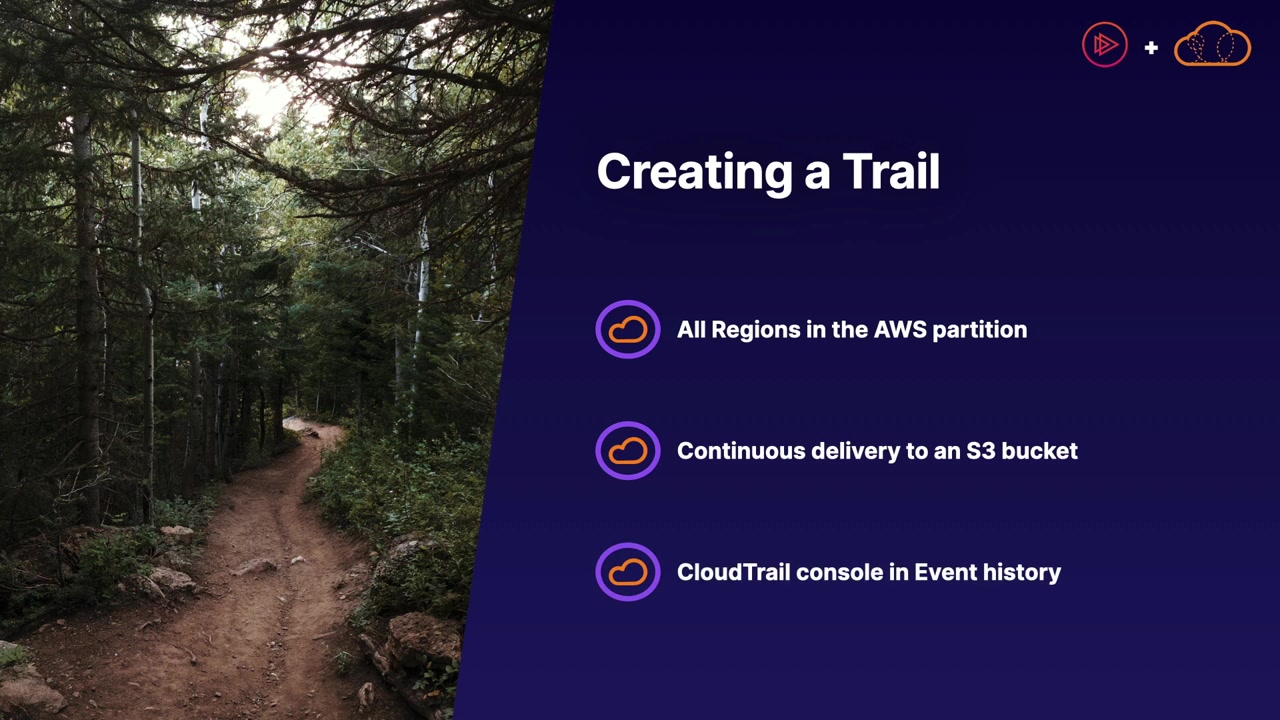 Creating a Trail
All Regions in the AWS partition
Continuous delivery to an S3 bucket
CloudTrail console in Event history